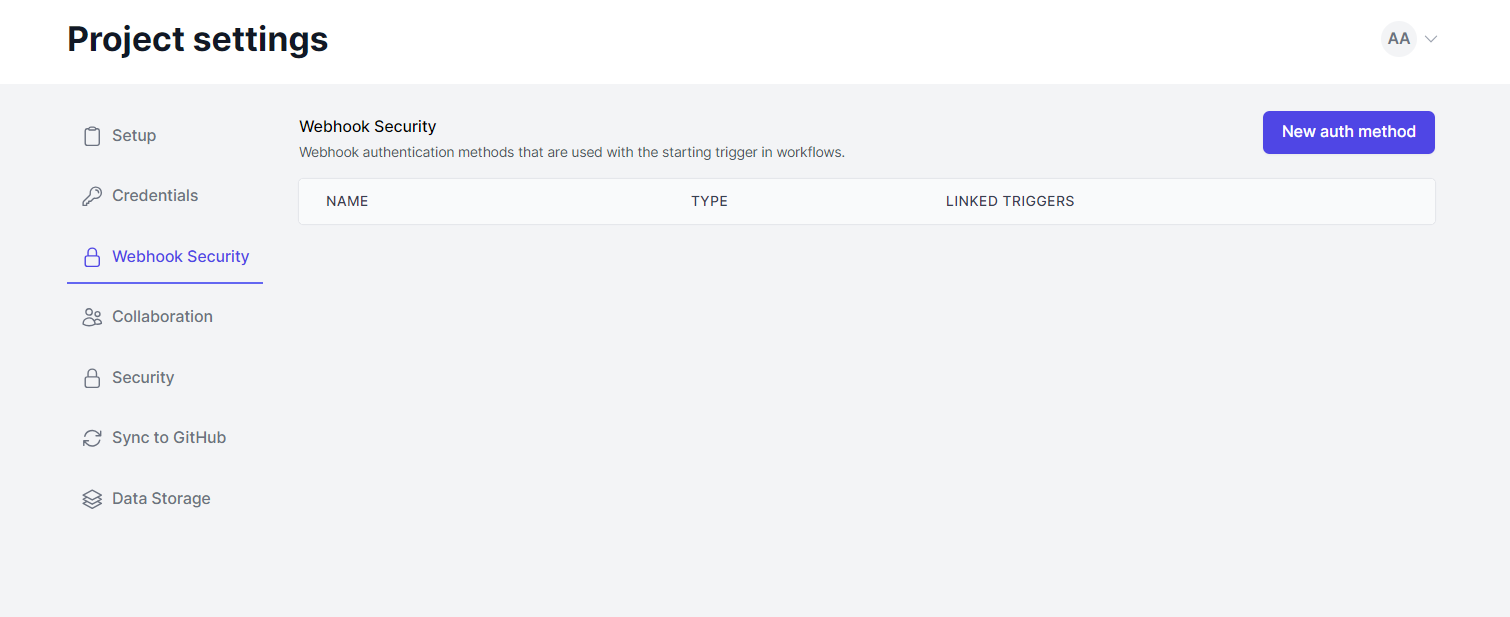 Project settings
AA
Setup
Credentials
Webhook Security
Collaboration
Security
Sync to GitHub
Data Storage
Webhook Security
Webhook authentication methods that are used with the starting trigger in workflows.
New auth method
NAME TYPE LINKED TRIGGERS